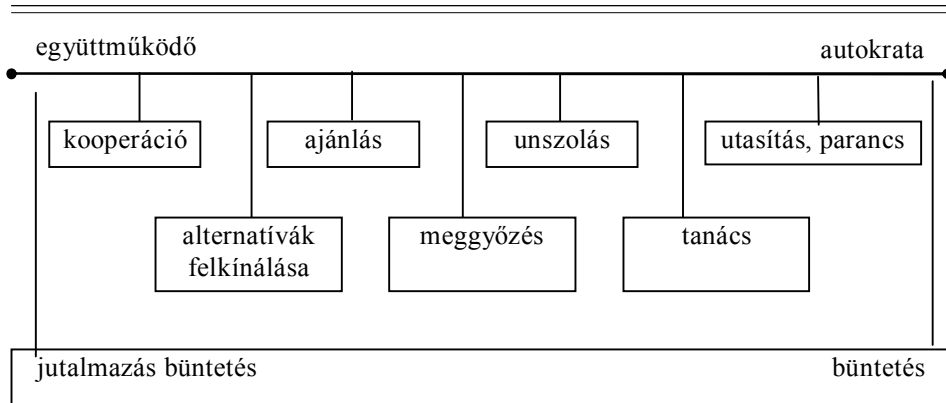 együttműködő
autokrata
kooperáció
ajánlás
unszolás
utasítás, parancs
alternatívák
felkínálása
meggyőzés
tanács
jutalmazás büntetés
büntetés